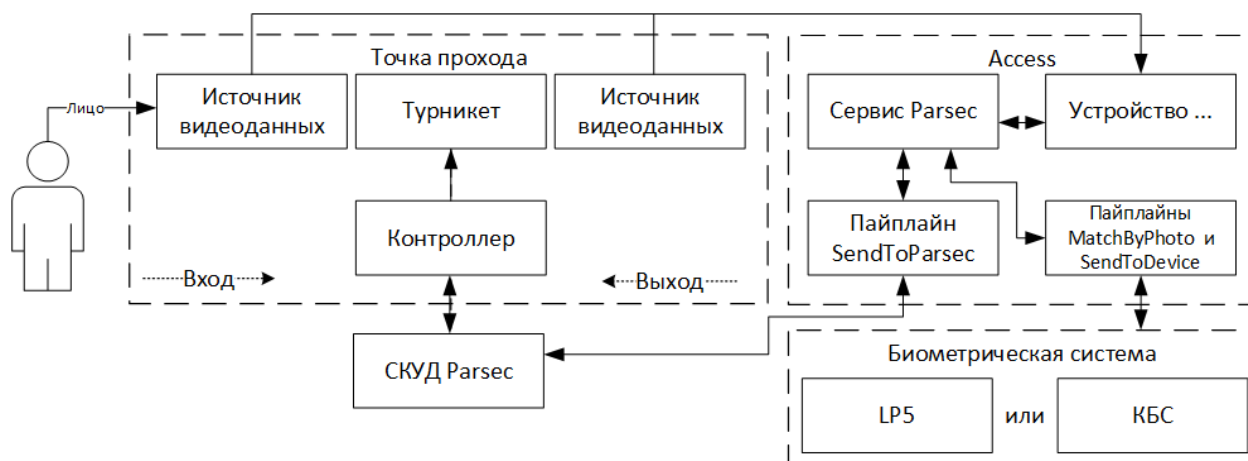 Точка прохода
Access
Лицо
Источник
видеоданных
Турникет
Источник
видеоданных
Сервис Parsec
Устройство ...
Контроллер
Пайплайн
SendToParsec
Пайплайны
MatchByPhoto и
SendToDevice
Вход
Выход
СКУД Parsec
Биометрическая система
LP5
или
КБС